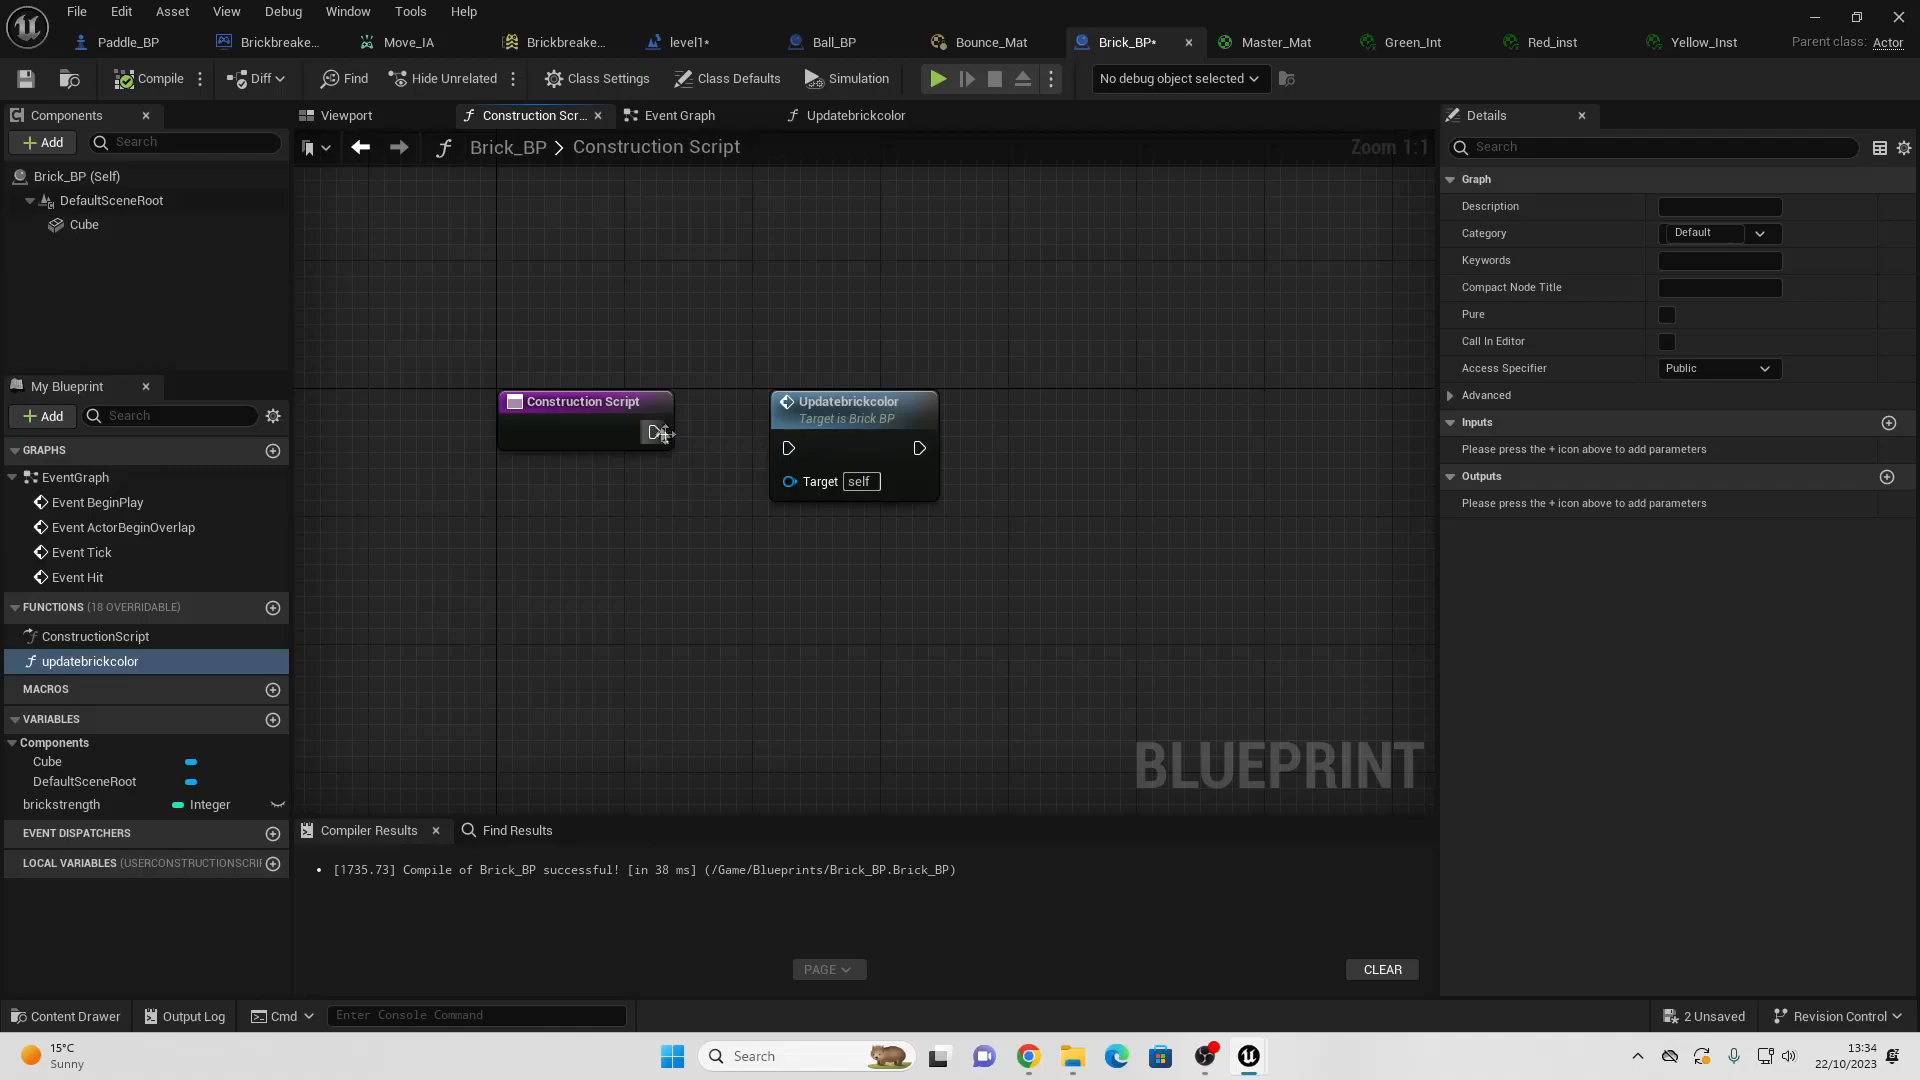 File Edit Asset View Debug Window Tools Help
Paddle_BP Brickbreake... Move_IA Brickbreake... level1* Ball_BP Bounce_Mat Brick_BP* Master_Mat Green_Int Red_inst Yellow_Inst Parent class: Actor
Compile Diff Find Hide Unrelated Class Settings Class Defaults Simulation No debug object selected
Components
Add Search
Brick_BP (Self)
DefaultSceneRoot
Cube
My Blueprint
Add Search
GRAPHS
EventGraph
Event BeginPlay
Event ActorBeginOverlap
Event Tick
Event Hit
FUNCTIONS (18 OVERRIDABLE)
ConstructionScript
updatebrickcolor
MACROS
VARIABLES
Components
Cube
DefaultSceneRoot
brickstrength Integer
EVENT DISPATCHERS
LOCAL VARIABLES (USERCONSTRUCTIONSCRIF
Viewport Construction Scr... Event Graph Updatebrickcolor
Brick_BP > Construction Script Zoom 1:1
Construction Script
Updatebrickcolor
Target is Brick BP
Target self
BLUEPRINT
Compiler Results Find Results
[1735.73] Compile of Brick_BP successful! [in 38 ms] (/Game/Blueprints/Brick_BP.Brick_BP)
PAGE CLEAR
Details
Search
Graph
Description
Category Default
Keywords
Compact Node Title
Pure
Call In Editor
Access Specifier Public
Advanced
Inputs
Please press the + icon above to add parameters
Outputs
Please press the + icon above to add parameters
Content Drawer Output Log Cmd Enter Console Command 2 Unsaved Revision Control
15°C
Sunny
Search
13:34
22/10/2023